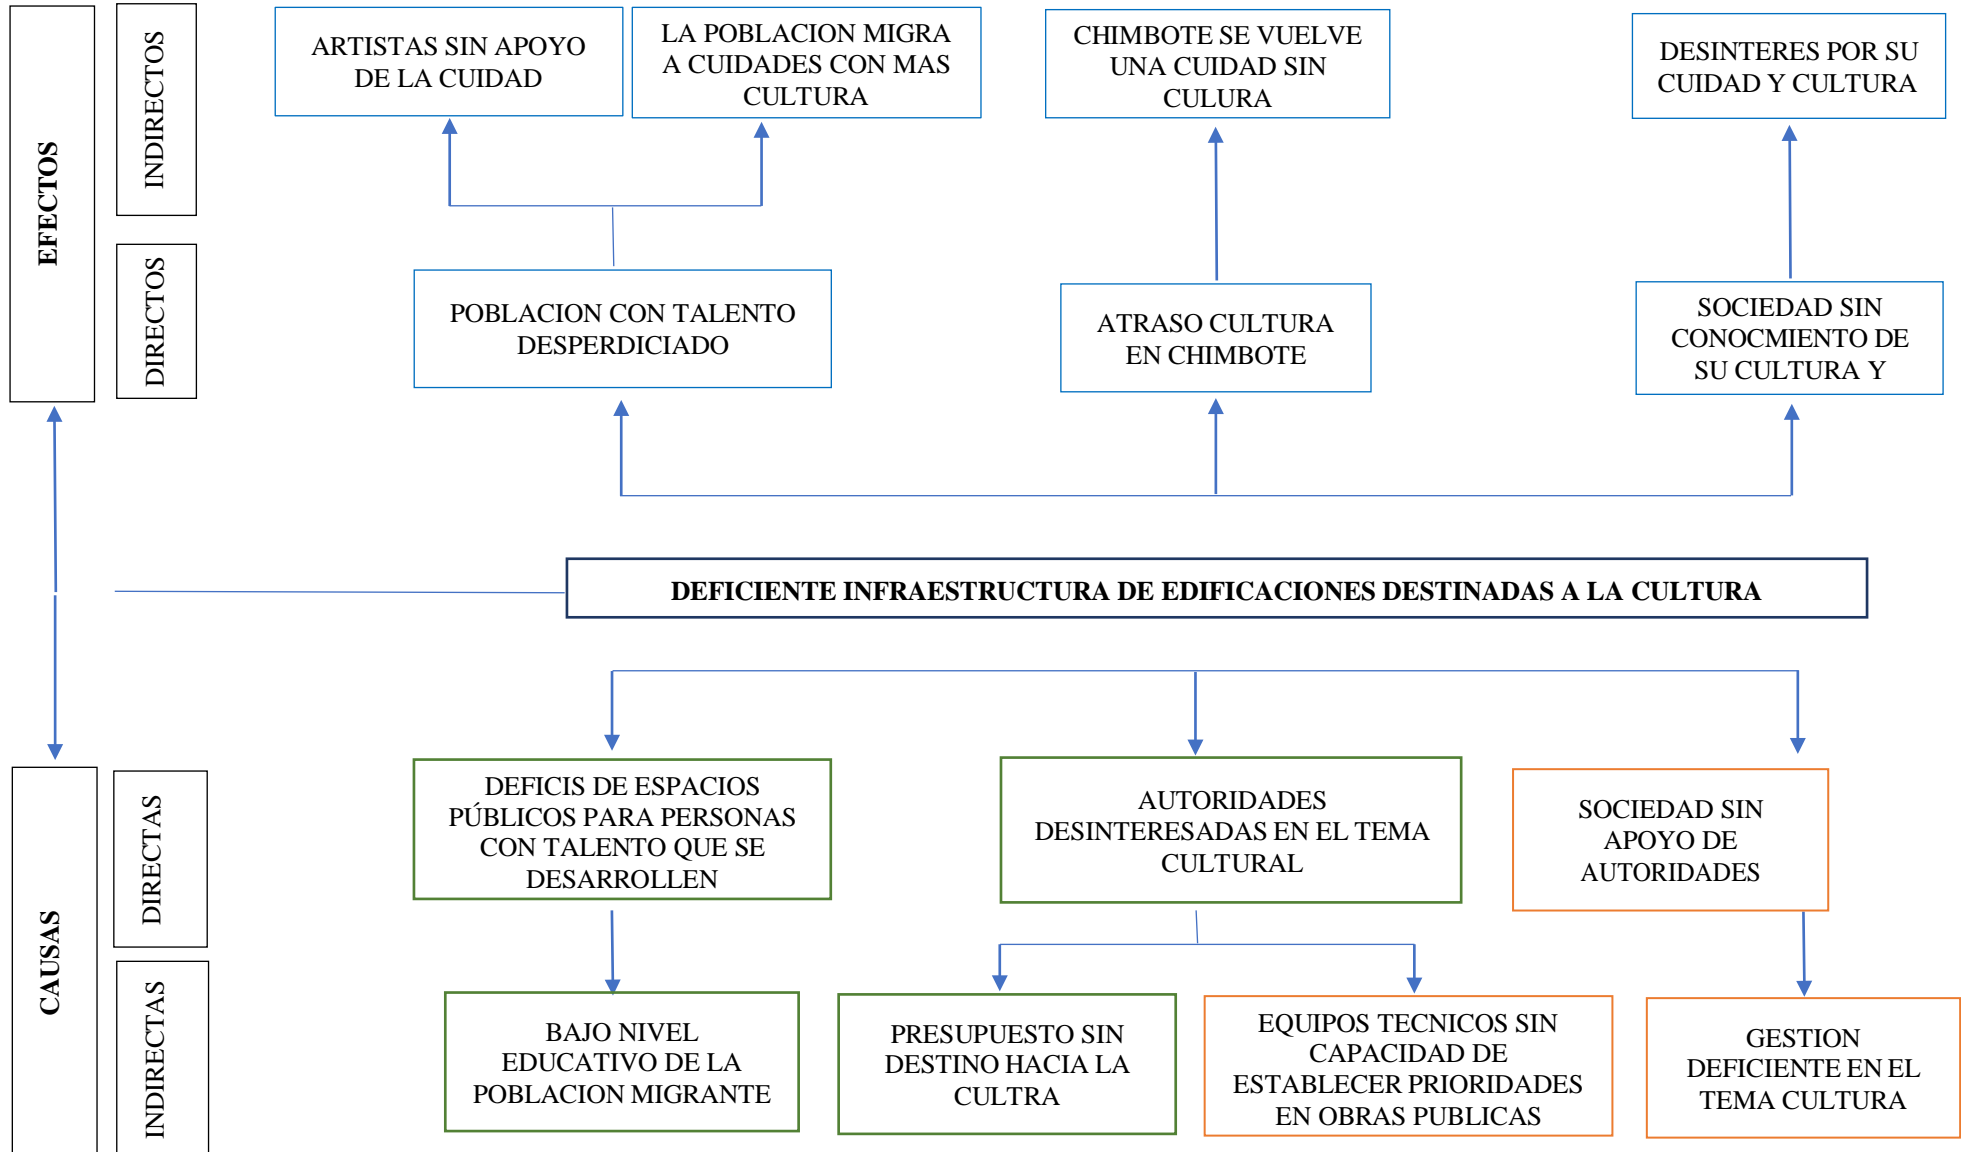 EFECTOS
INDIRECTOS
ARTISTAS SIN APOYO
DE LA CUIDAD
LA POBLACION MIGRA
A CUIDADES CON MAS
CULTURA
CHIMBOTE SE VUELVE
UNA CUIDAD SIN
CULURA
DESINTERES POR SU
CUIDAD Y CULTURA
DIRECTOS
POBLACION CON TALENTO
DESPERDICIADO
ATRASO CULTURA
EN CHIMBOTE
SOCIEDAD SIN
CONOCMIENTO DE
SU CULTURA Y
DEFICIENTE INFRAESTRUCTURA DE EDIFICACIONES DESTINADAS A LA CULTURA
CAUSAS
DIRECTAS
DEFICIS DE ESPACIOS
PÚBLICOS PARA PERSONAS
CON TALENTO QUE SE
DESARROLLEN
AUTORIDADES
DESINTERESADAS EN EL TEMA
CULTURAL
SOCIEDAD SIN
APOYO DE
AUTORIDADES
INDIRECTAS
BAJO NIVEL
EDUCATIVO DE LA
POBLACION MIGRANTE
PRESUPUESTO SIN
DESTINO HACIA LA
CULTRA
EQUIPOS TECNICOS SIN
CAPACIDAD DE
ESTABLECER PRIORIDADES
EN OBRAS PUBLICAS
GESTION
DEFICIENTE EN EL
TEMA CULTURA